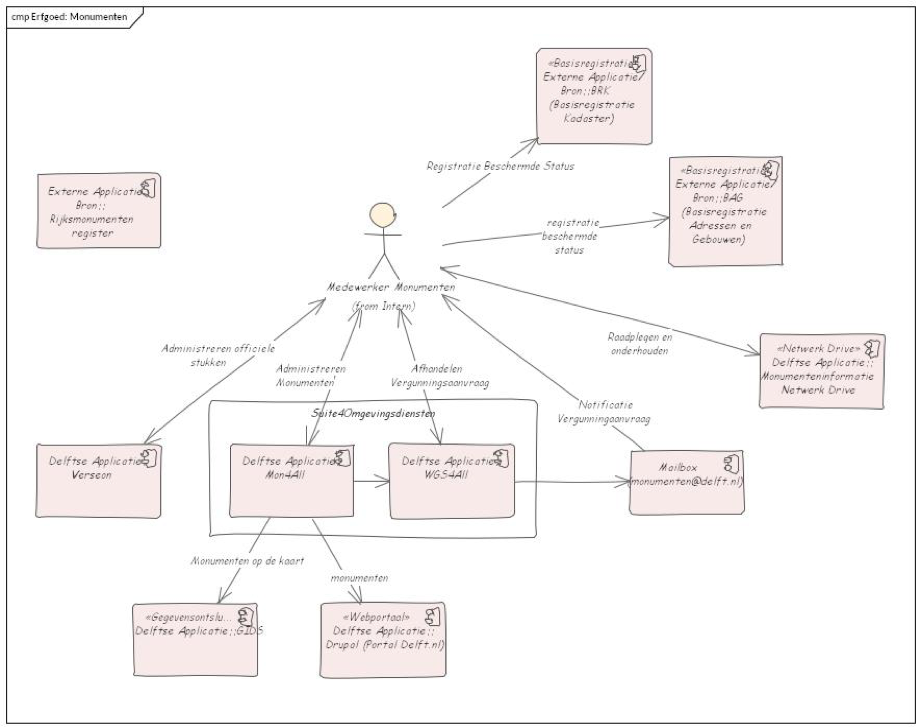 cmp Erfgoed: Monumenten
«Basisregistratie
Externe Applicatie/
Bron::BRK
(Basisregistratie
Kadaster)
Registratie Beschermde Status
«Basisregistratie
Externe Applicatie/
Bron::BAG
(Basisregistratie
Adressen en
Gebouwen)
Externe Applicatie
Bron::
Rijksmonumenten
register
registratie
beschermde
status
Medewerker Monumenten
(from Intern)
Raadplegen en
onderhouden
«Netwerk Drive»
Delftse Applicatie::
Monumenteninformatie
Netwerk Drive
Administreren officiele
stukken
Administreren
Monumenten
Afhandelen
Vergunningsaanvraag
Notificatie
Vergunningaanvraag
Suite4Omgevingsdiensten
Delftse Applicatie
Verseon
Delftse Applicatie
Mon4All
Delftse Applicatie
WGS4All
Mailbox
(monumenten@delft.nl)
Monumenten op de kaart
monumenten
«Gegevensontslu...
Delftse Applicatie::GIDS
«Webportaal»
Delftse Applicatie::
Drupal (Portal Delft.nl)